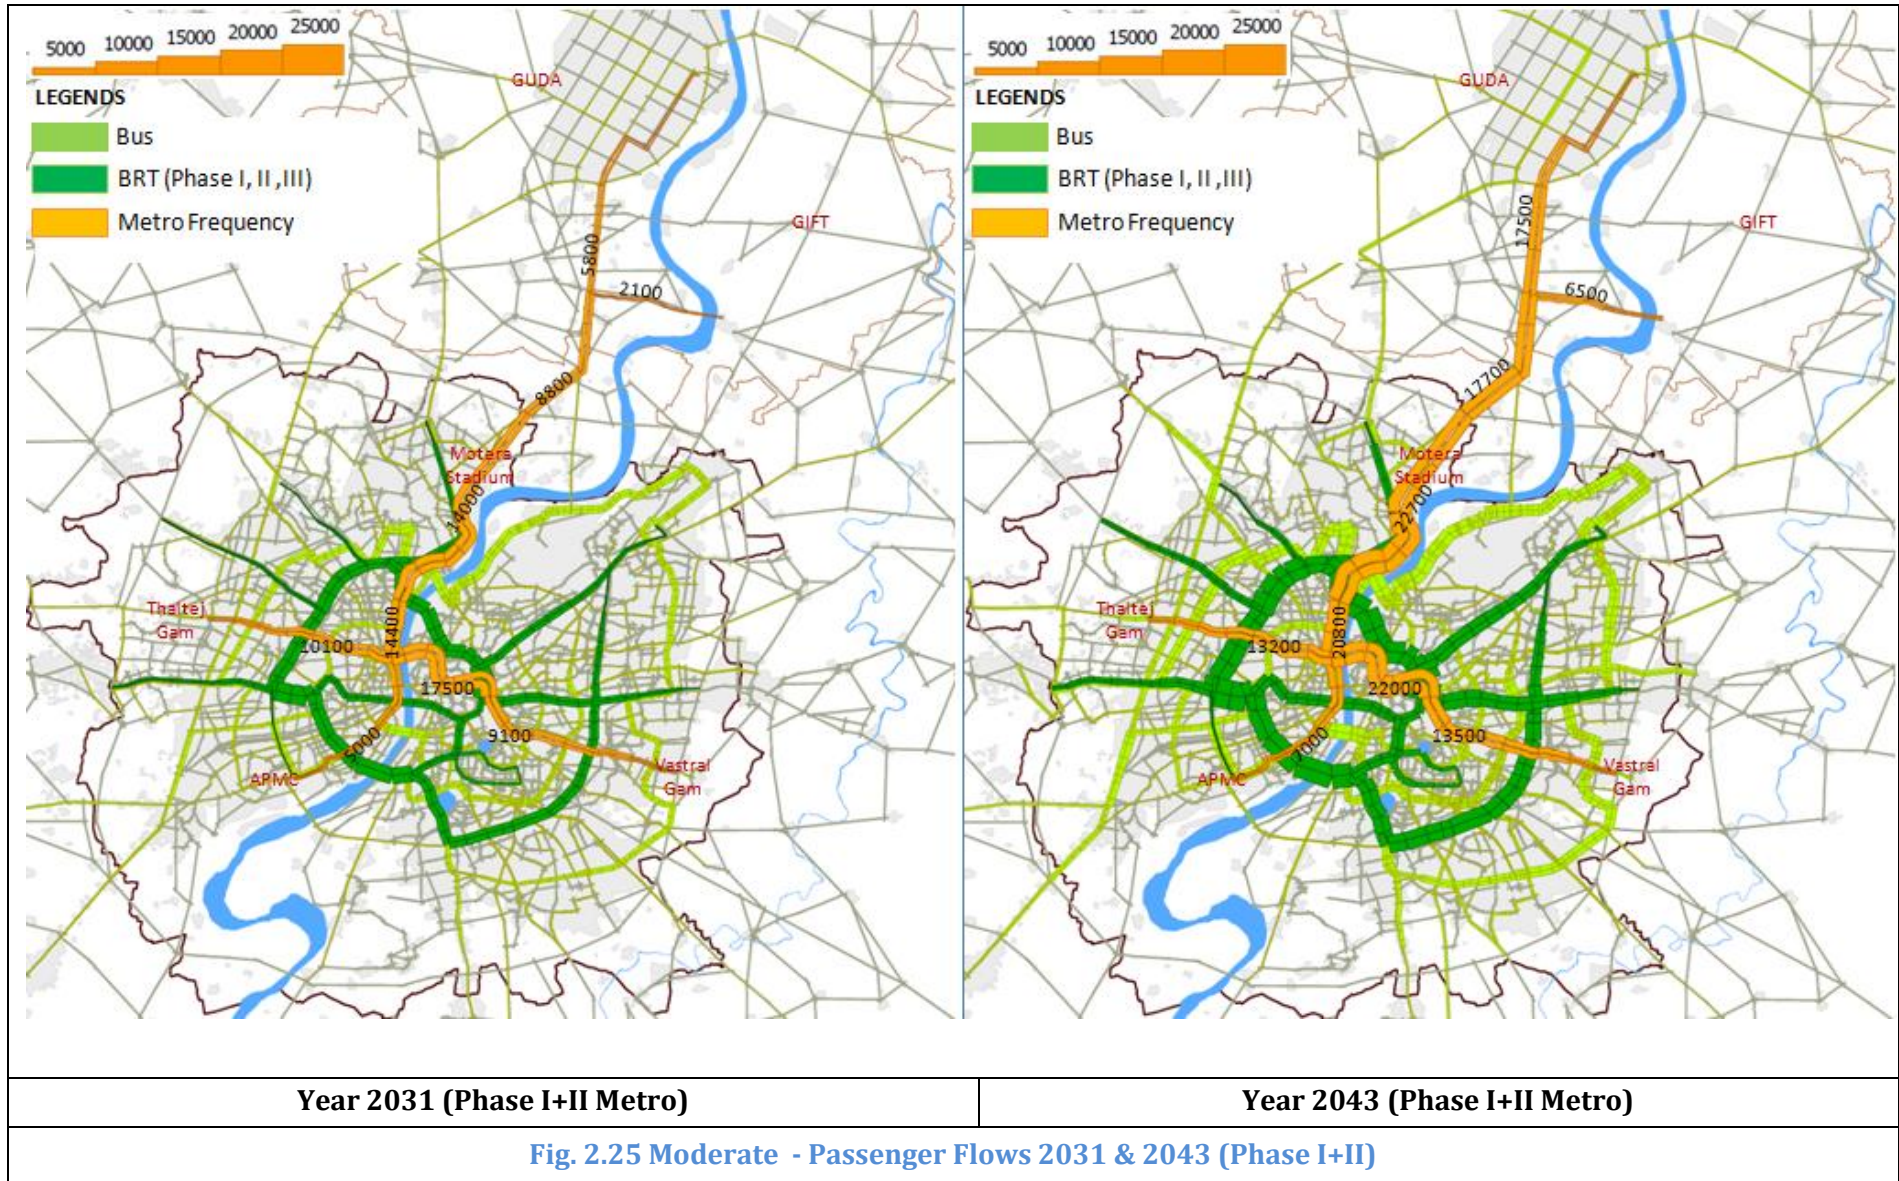 5000 10000 15000 20000 25000
LEGENDS
Bus
BRT (Phase I, II ,III)
Metro Frequency
GUDA
GIFT
5800
2100
8800
Motera
Stadium
14000
Thaltej
Gam
10100
14400
17500
9100
5000
APMC
Vastral
Gam
5000 10000 15000 20000 25000
LEGENDS
Bus
BRT (Phase I, II ,III)
Metro Frequency
GUDA
GIFT
17500
6500
17700
Motera
Stadium
22700
Thaltej
Gam
13200
20800
22000
13500
7000
APMC
Vastral
Gam
Year 2031 (Phase I+II Metro)
Year 2043 (Phase I+II Metro)
Fig. 2.25 Moderate - Passenger Flows 2031 & 2043 (Phase I+II)